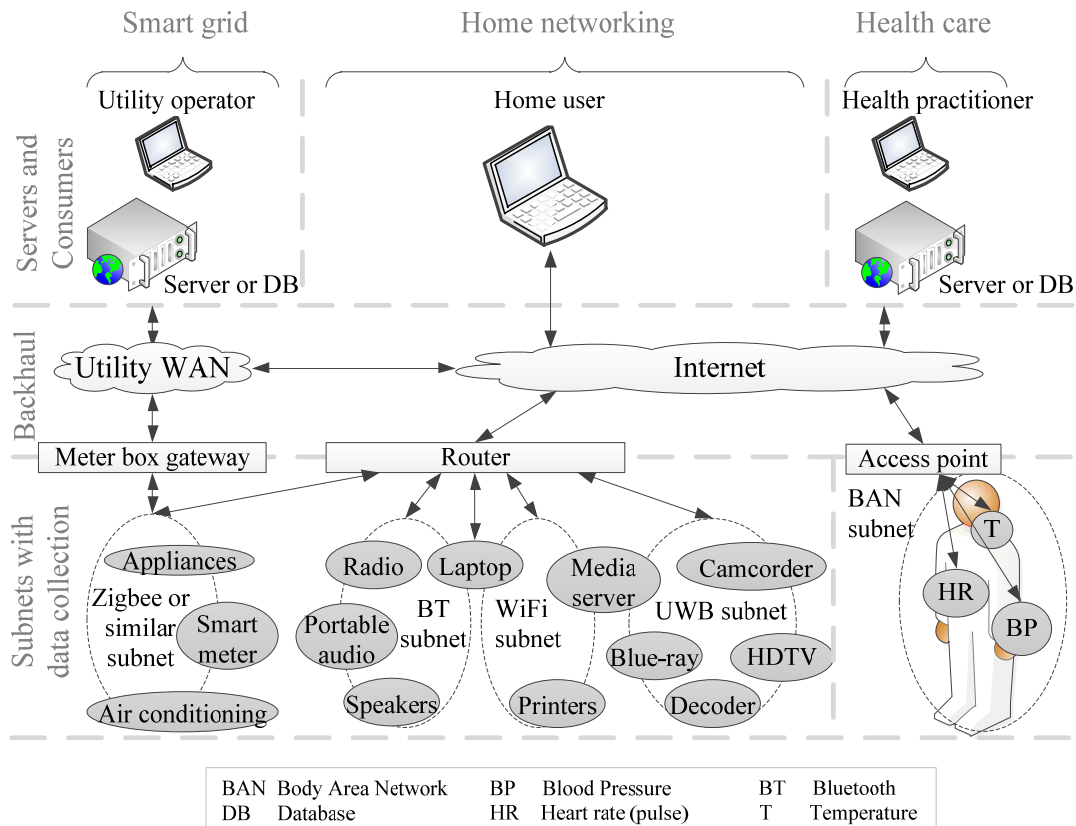 Smart grid
Home networking
Health care
Utility operator
Home user
Health practitioner
Servers and
Consumers
Server or DB
Server or DB
Backhaul
Utility WAN
Internet
Meter box gateway
Router
Access point
Subnets with
data collection
Appliances
Zigbee or
similar
subnet
Smart
meter
Air conditioning
Radio
Laptop
Portable
audio
BT
subnet
Speakers
WiFi
subnet
Media
server
Printers
Camcorder
UWB subnet
Blue-ray
HDTV
Decoder
BAN
subnet
T
HR
BP
BAN Body Area Network BP Blood Pressure BT Bluetooth
DB Database HR Heart rate (pulse) T Temperature